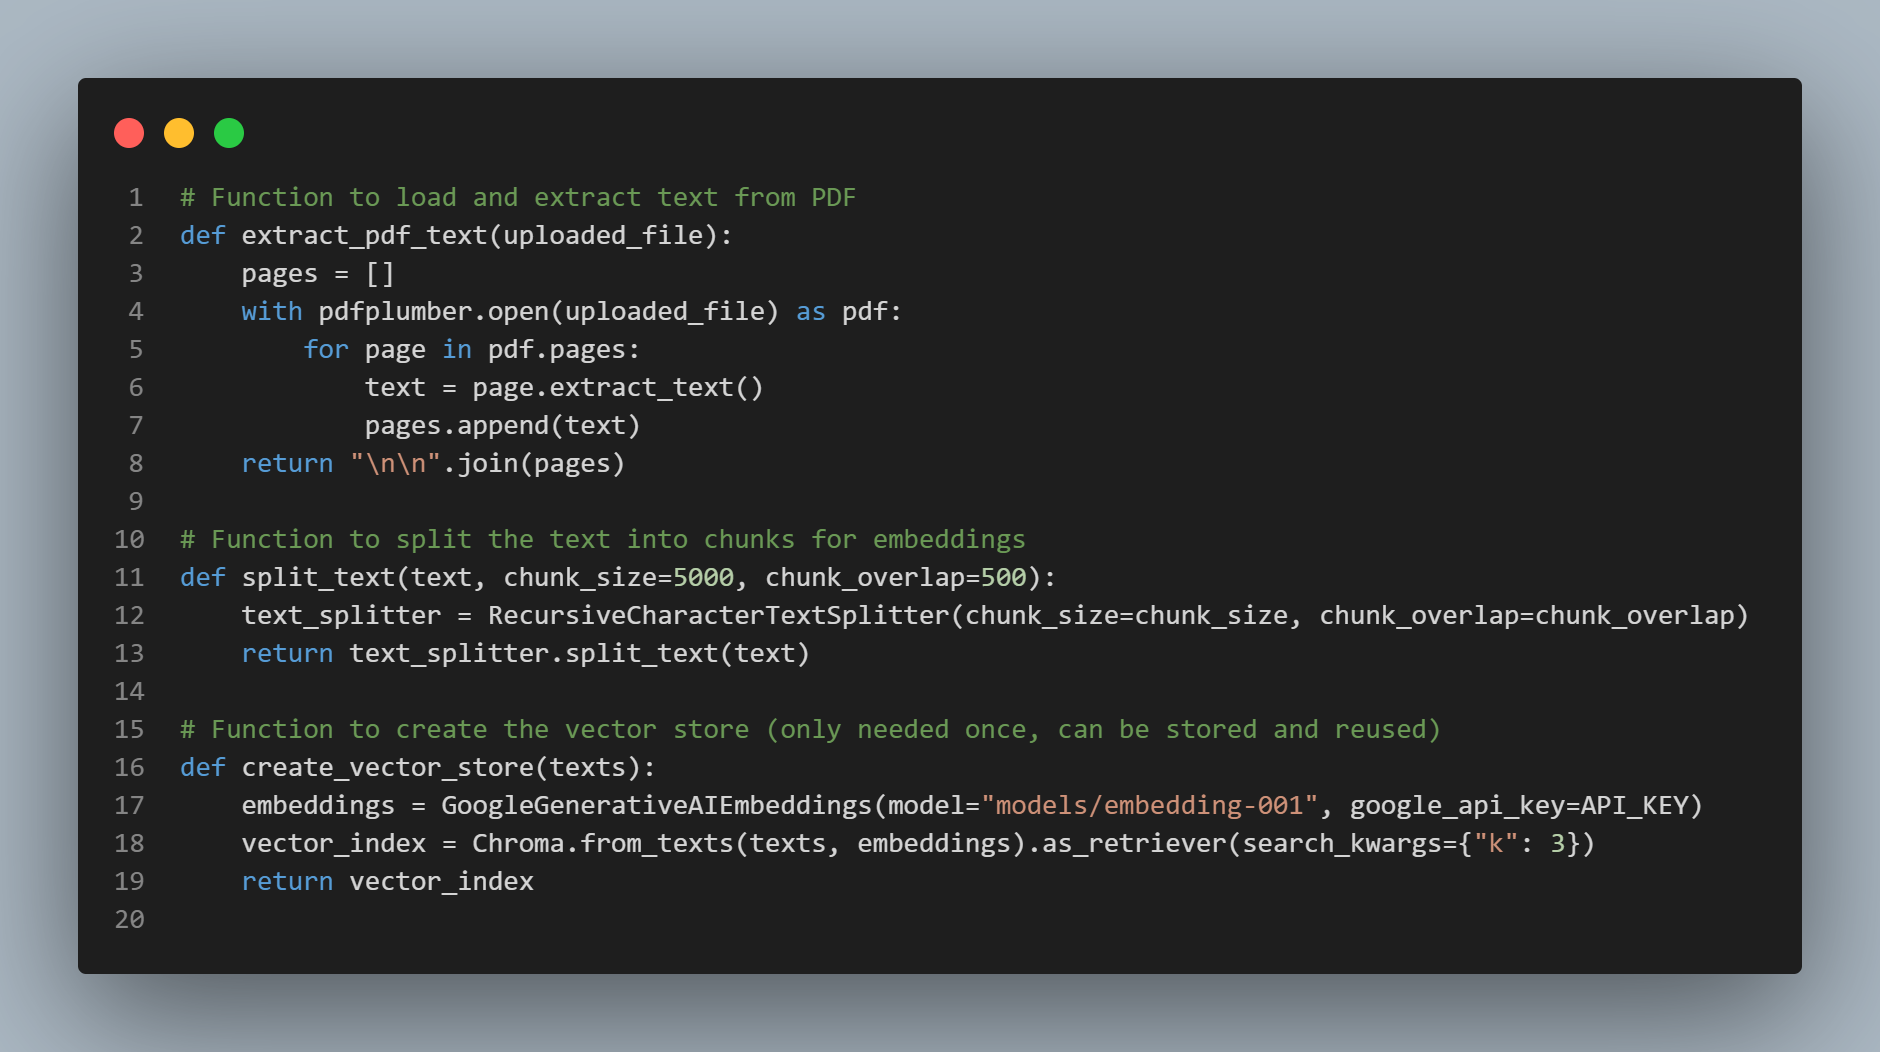 1 # Function to load and extract text from PDF
2 def extract_pdf_text(uploaded_file):
3     pages = []
4     with pdfplumber.open(uploaded_file) as pdf:
5         for page in pdf.pages:
6             text = page.extract_text()
7             pages.append(text)
8     return "\n\n".join(pages)
9
10 # Function to split the text into chunks for embeddings
11 def split_text(text, chunk_size=5000, chunk_overlap=500):
12     text_splitter = RecursiveCharacterTextSplitter(chunk_size=chunk_size, chunk_overlap=chunk_overlap)
13     return text_splitter.split_text(text)
14
15 # Function to create the vector store (only needed once, can be stored and reused)
16 def create_vector_store(texts):
17     embeddings = GoogleGenerativeAIEmbeddings(model="models/embedding-001", google_api_key=API_KEY)
18     vector_index = Chroma.from_texts(texts, embeddings).as_retriever(search_kwargs={"k": 3})
19     return vector_index
20